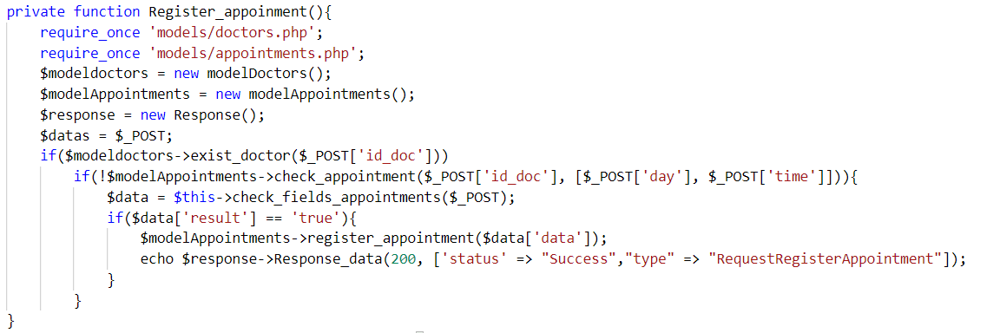 private function Register_appoinment(){
require_once 'models/doctors.php';
require_once 'models/appointments.php';
$modeldoctors = new modelDoctors();
$modelAppointments = new modelAppointments();
$response = new Response();
$datas = $_POST;
if($modeldoctors->exist_doctor($_POST['id_doc']))
if(!$modelAppointments->check_appointment($_POST['id_doc'], [$_POST['day'], $_POST['time']])){
$data = $this->check_fields_appointments($_POST);
if($data['result'] == 'true'){
$modelAppointments->register_appointment($data['data']);
echo $response->Response_data(200, ['status' => "Success","type" => "RequestRegisterAppointment"]);
}
}
}